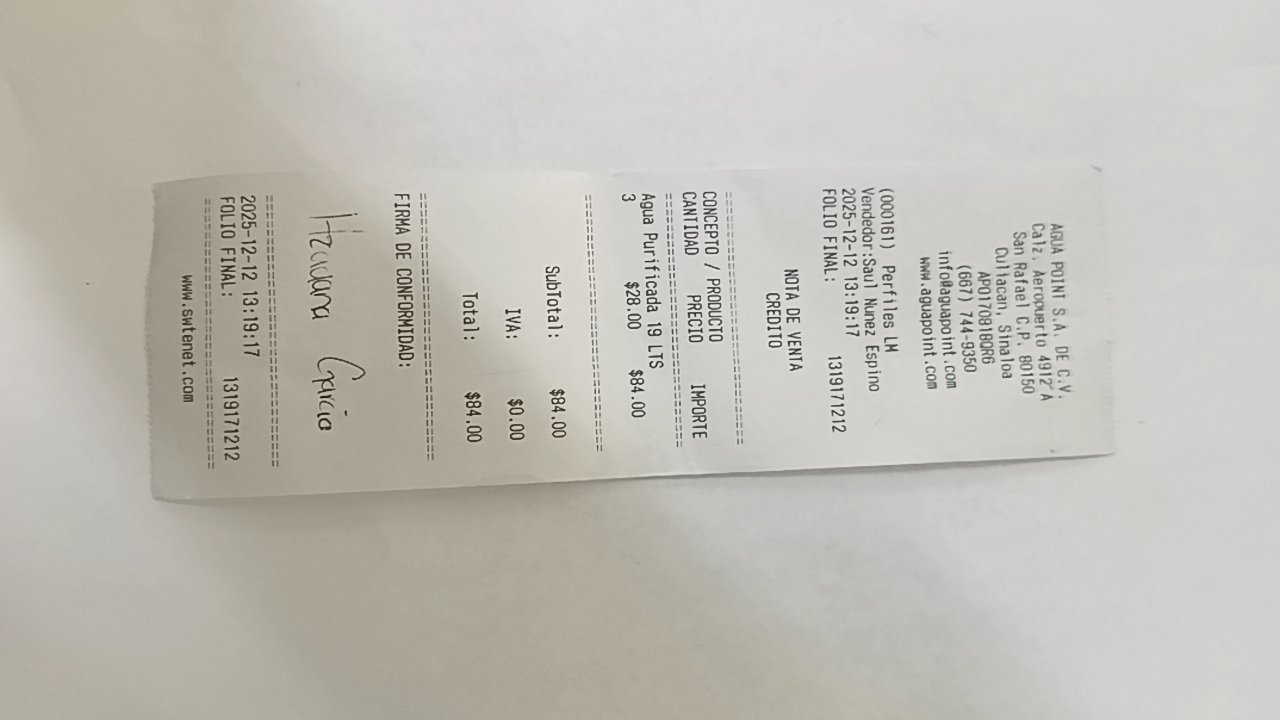 AGUA POINT S.A. DE C.V.
Calz. Aeropuerto 4912 A
San Rafael C.P. 80150
Culiacan, Sinaloa
APO170818QR6
(667) 744-9350
info@aguapoint.com
www.aguapoint.com
(000161) Perfiles LM
Vendedor:Saul Nunez Espino
2025-12-12 13:19:17
FOLIO FINAL: 1319171212
NOTA DE VENTA
CREDITO
CONCEPTO / PRODUCTO
CANTIDAD PRECIO IMPORTE
Agua Purificada 19 LTS
3 $28.00 $84.00
SubTotal: $84.00
IVA: $0.00
Total: $84.00
FIRMA DE CONFORMIDAD:
Garcia
2025-12-12 13:19:17
FOLIO FINAL: 1319171212
www.swtenet.com